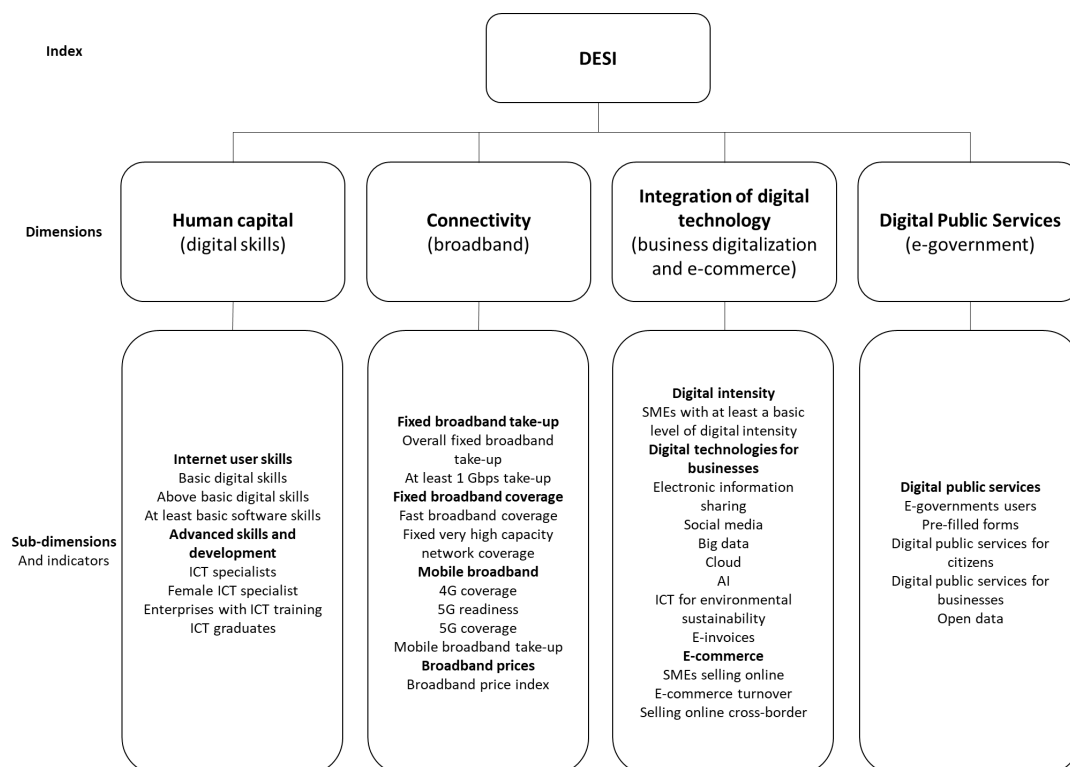 Index
DESI
Dimensions
Human capital
(digital skills)
Connectivity
(broadband)
Integration of digital
technology
(business digitalization
and e-commerce)
Digital Public Services
(e-government)
Sub-dimensions
And indicators
Internet user skills
Basic digital skills
Above basic digital skills
At least basic software skills
Advanced skills and
development
ICT specialists
Female ICT specialist
Enterprises with ICT training
ICT graduates
Fixed broadband take-up
Overall fixed broadband
take-up
At least 1 Gbps take-up
Fixed broadband coverage
Fast broadband coverage
Fixed very high capacity
network coverage
Mobile broadband
4G coverage
5G readiness
5G coverage
Mobile broadband take-up
Broadband prices
Broadband price index
Digital intensity
SMEs with at least a basic
level of digital intensity
Digital technologies for
businesses
Electronic information
sharing
Social media
Big data
Cloud
AI
ICT for environmental
sustainability
E-invoices
E-commerce
SMEs selling online
E-commerce turnover
Selling online cross-border
Digital public services
E-governments users
Pre-filled forms
Digital public services for
citizens
Digital public services for
businesses
Open data